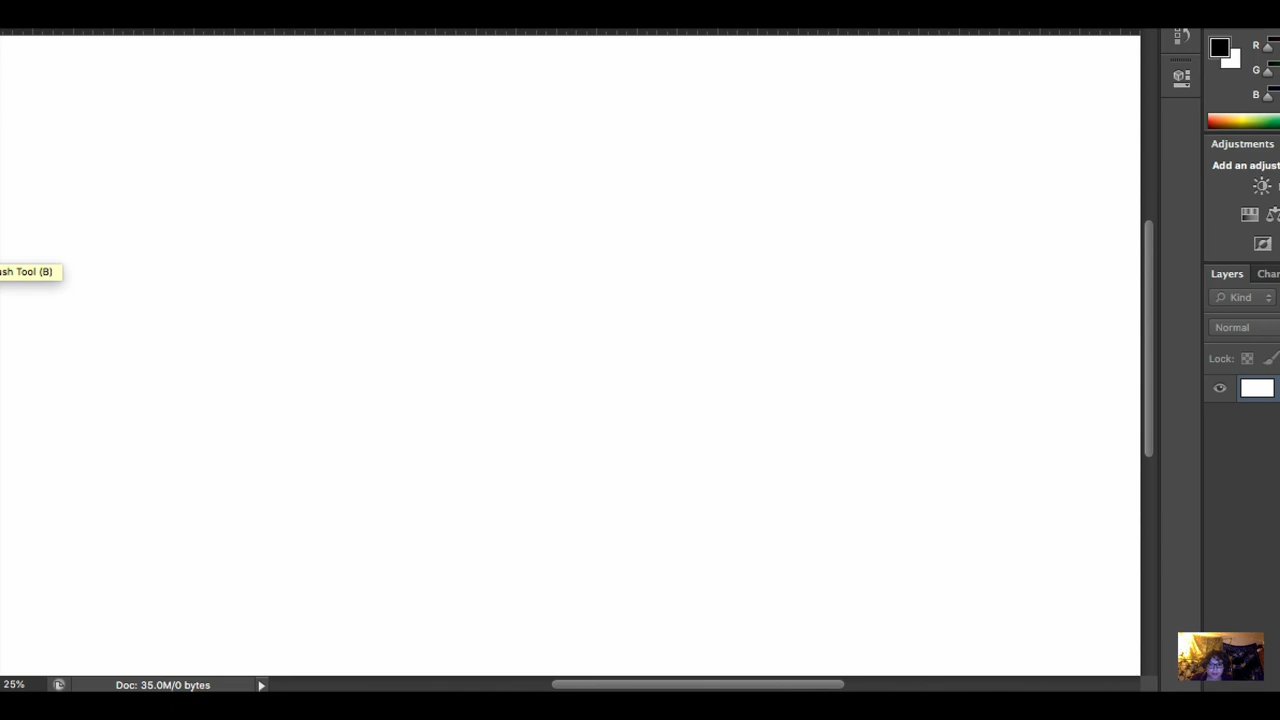 R
G
B
Adjustments
Add an adjust
ush Tool (B)
Layers Char
Kind
Normal
Lock:
25% Doc: 35.0M/0 bytes